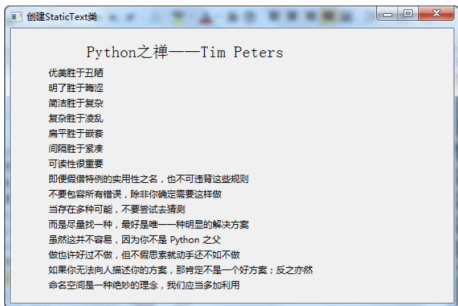 创建StaticText类
Python之禅——Tim Peters
优美胜于丑陋
明了胜于晦涩
简洁胜于复杂
复杂胜于凌乱
扁平胜于嵌套
间隔胜于紧凑
可读性很重要
即便假借特例的实用性之名，也不可违背这些规则
不要包容所有错误，除非你确定需要这样做
当存在多种可能，不要尝试去猜测
而是尽量找一种，最好是唯一一种明显的解决方案
虽然这并不容易，因为你不是 Python 之父
做也许好过不做，但不假思索就动手还不如不做
如果你无法向人描述你的方案，那肯定不是一个好方案；反之亦然
命名空间是一种绝妙的理念，我们应当多加利用